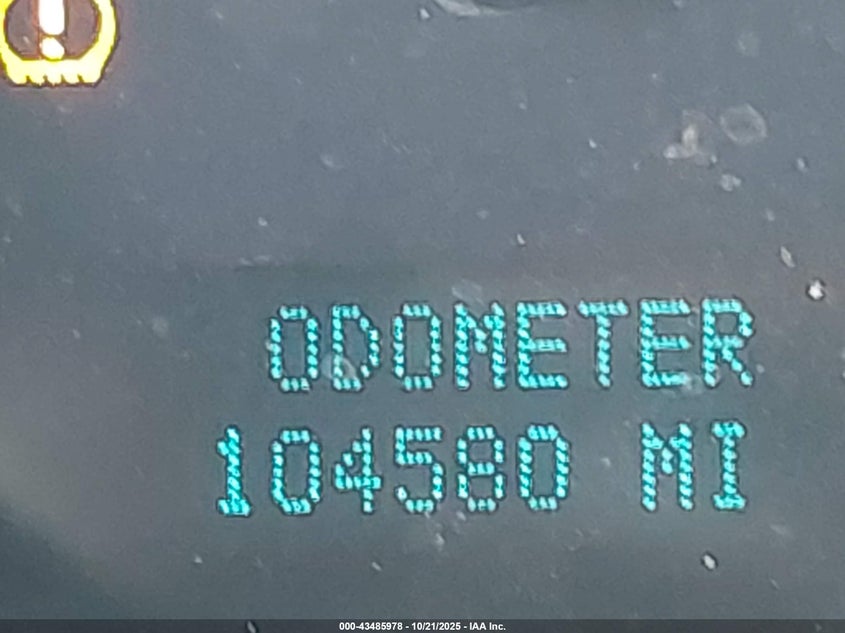 ODOMETER
104580 MI
000-43485978 - 10/21/2025 - IAA Inc.